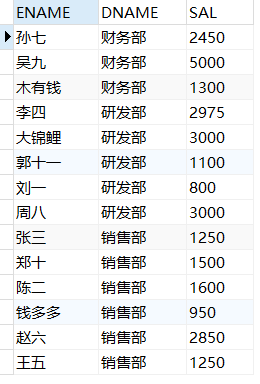 ENAME DNAME SAL
孙七 财务部 2450
吴九 财务部 5000
木有钱 财务部 1300
李四 研发部 2975
大锦鲤 研发部 3000
郭十一 研发部 1100
刘一 研发部 800
周八 研发部 3000
张三 销售部 1250
郑十 销售部 1500
陈二 销售部 1600
钱多多 销售部 950
赵六 销售部 2850
王五 销售部 1250